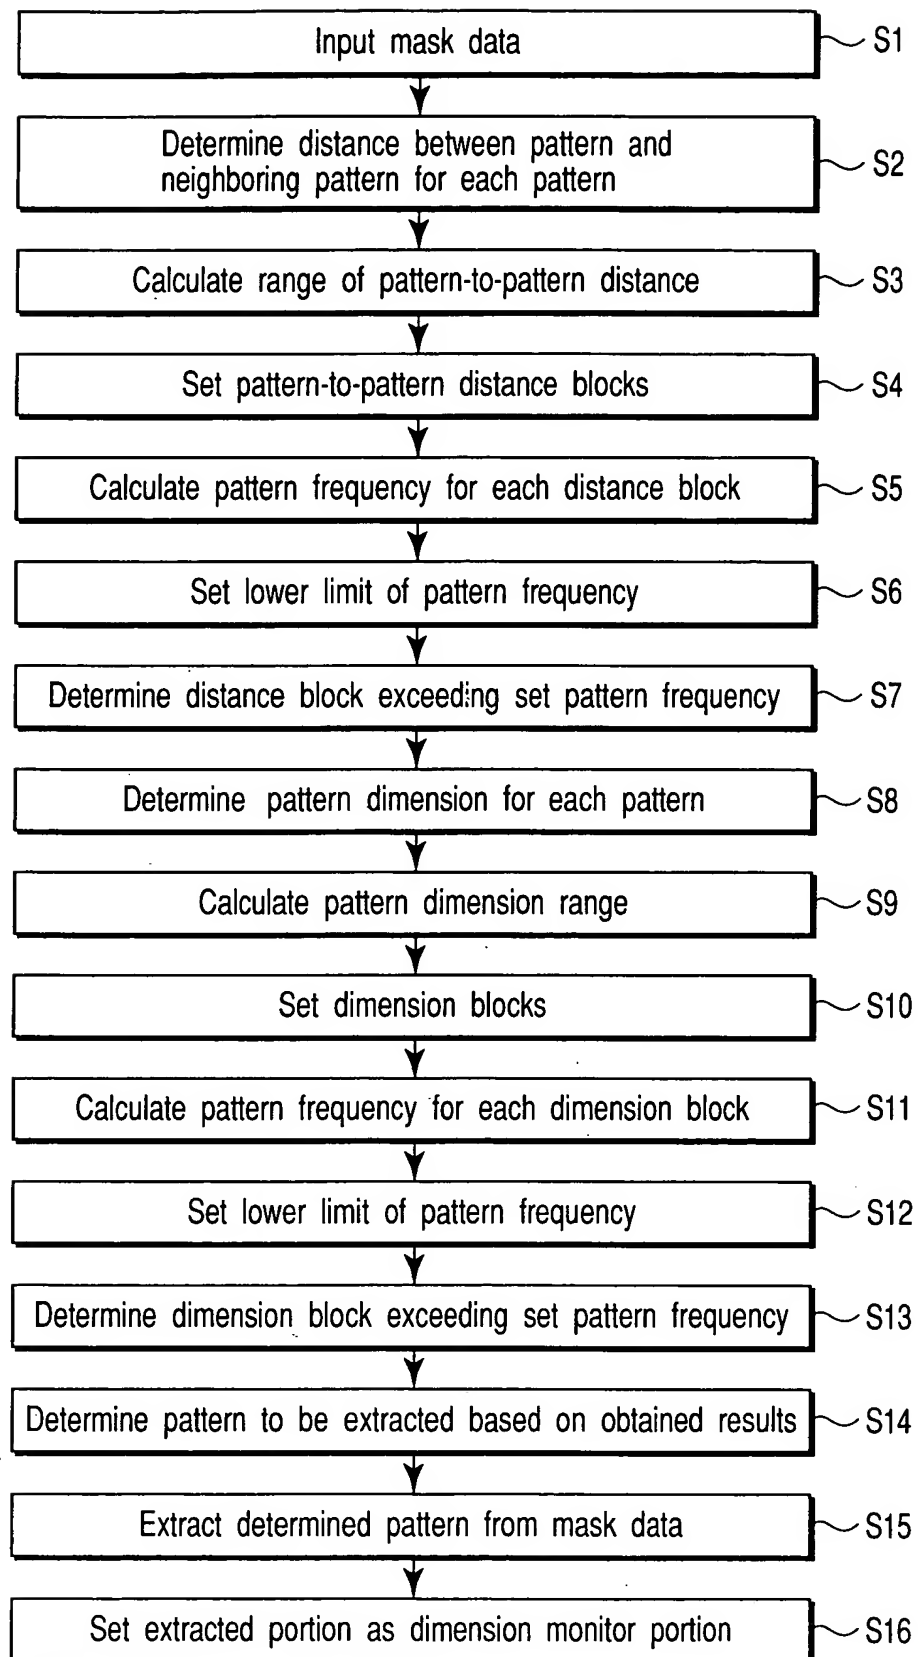 Input mask data
S1
Determine distance between pattern and
neighboring pattern for each pattern
S2
Calculate range of pattern-to-pattern distance
S3
Set pattern-to-pattern distance blocks
S4
Calculate pattern frequency for each distance block
S5
Set lower limit of pattern frequency
S6
Determine distance block exceeding set pattern frequency
S7
Determine pattern dimension for each pattern
S8
Calculate pattern dimension range
S9
Set dimension blocks
S10
Calculate pattern frequency for each dimension block
S11
Set lower limit of pattern frequency
S12
Determine dimension block exceeding set pattern frequency
S13
Determine pattern to be extracted based on obtained results
S14
Extract determined pattern from mask data
S15
Set extracted portion as dimension monitor portion
S16